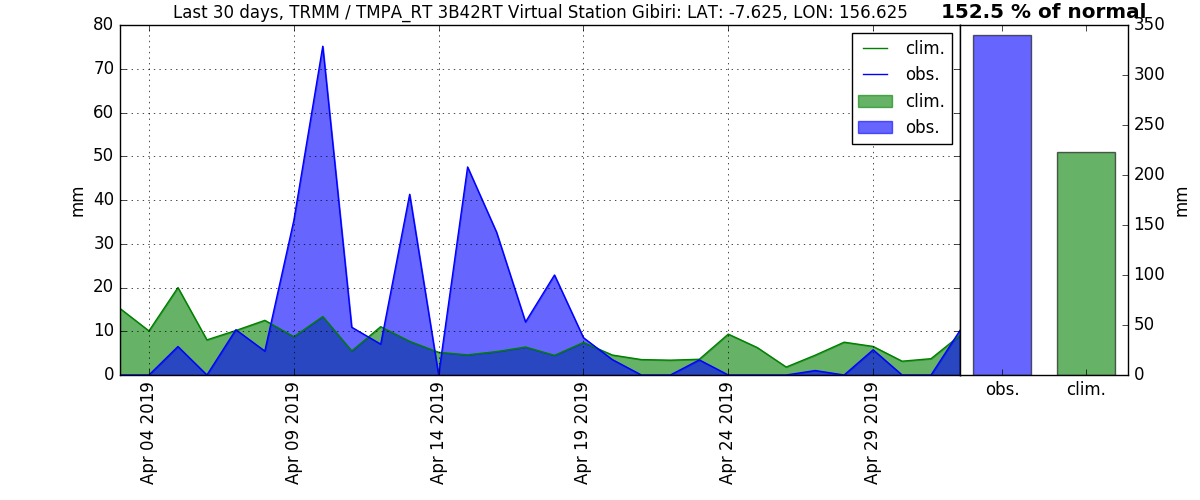 Last 30 days, TRMM / TMPA_RT 3B42RT Virtual Station Gibiri: LAT: -7.625, LON: 156.625
152.5 % of normal
80
70
60
50
40
30
20
10
0
mm
clim.
obs.
clim.
obs.
Apr 04 2019
Apr 09 2019
Apr 14 2019
Apr 19 2019
Apr 24 2019
Apr 29 2019
350
300
250
200
150
100
50
0
mm
obs.
clim.